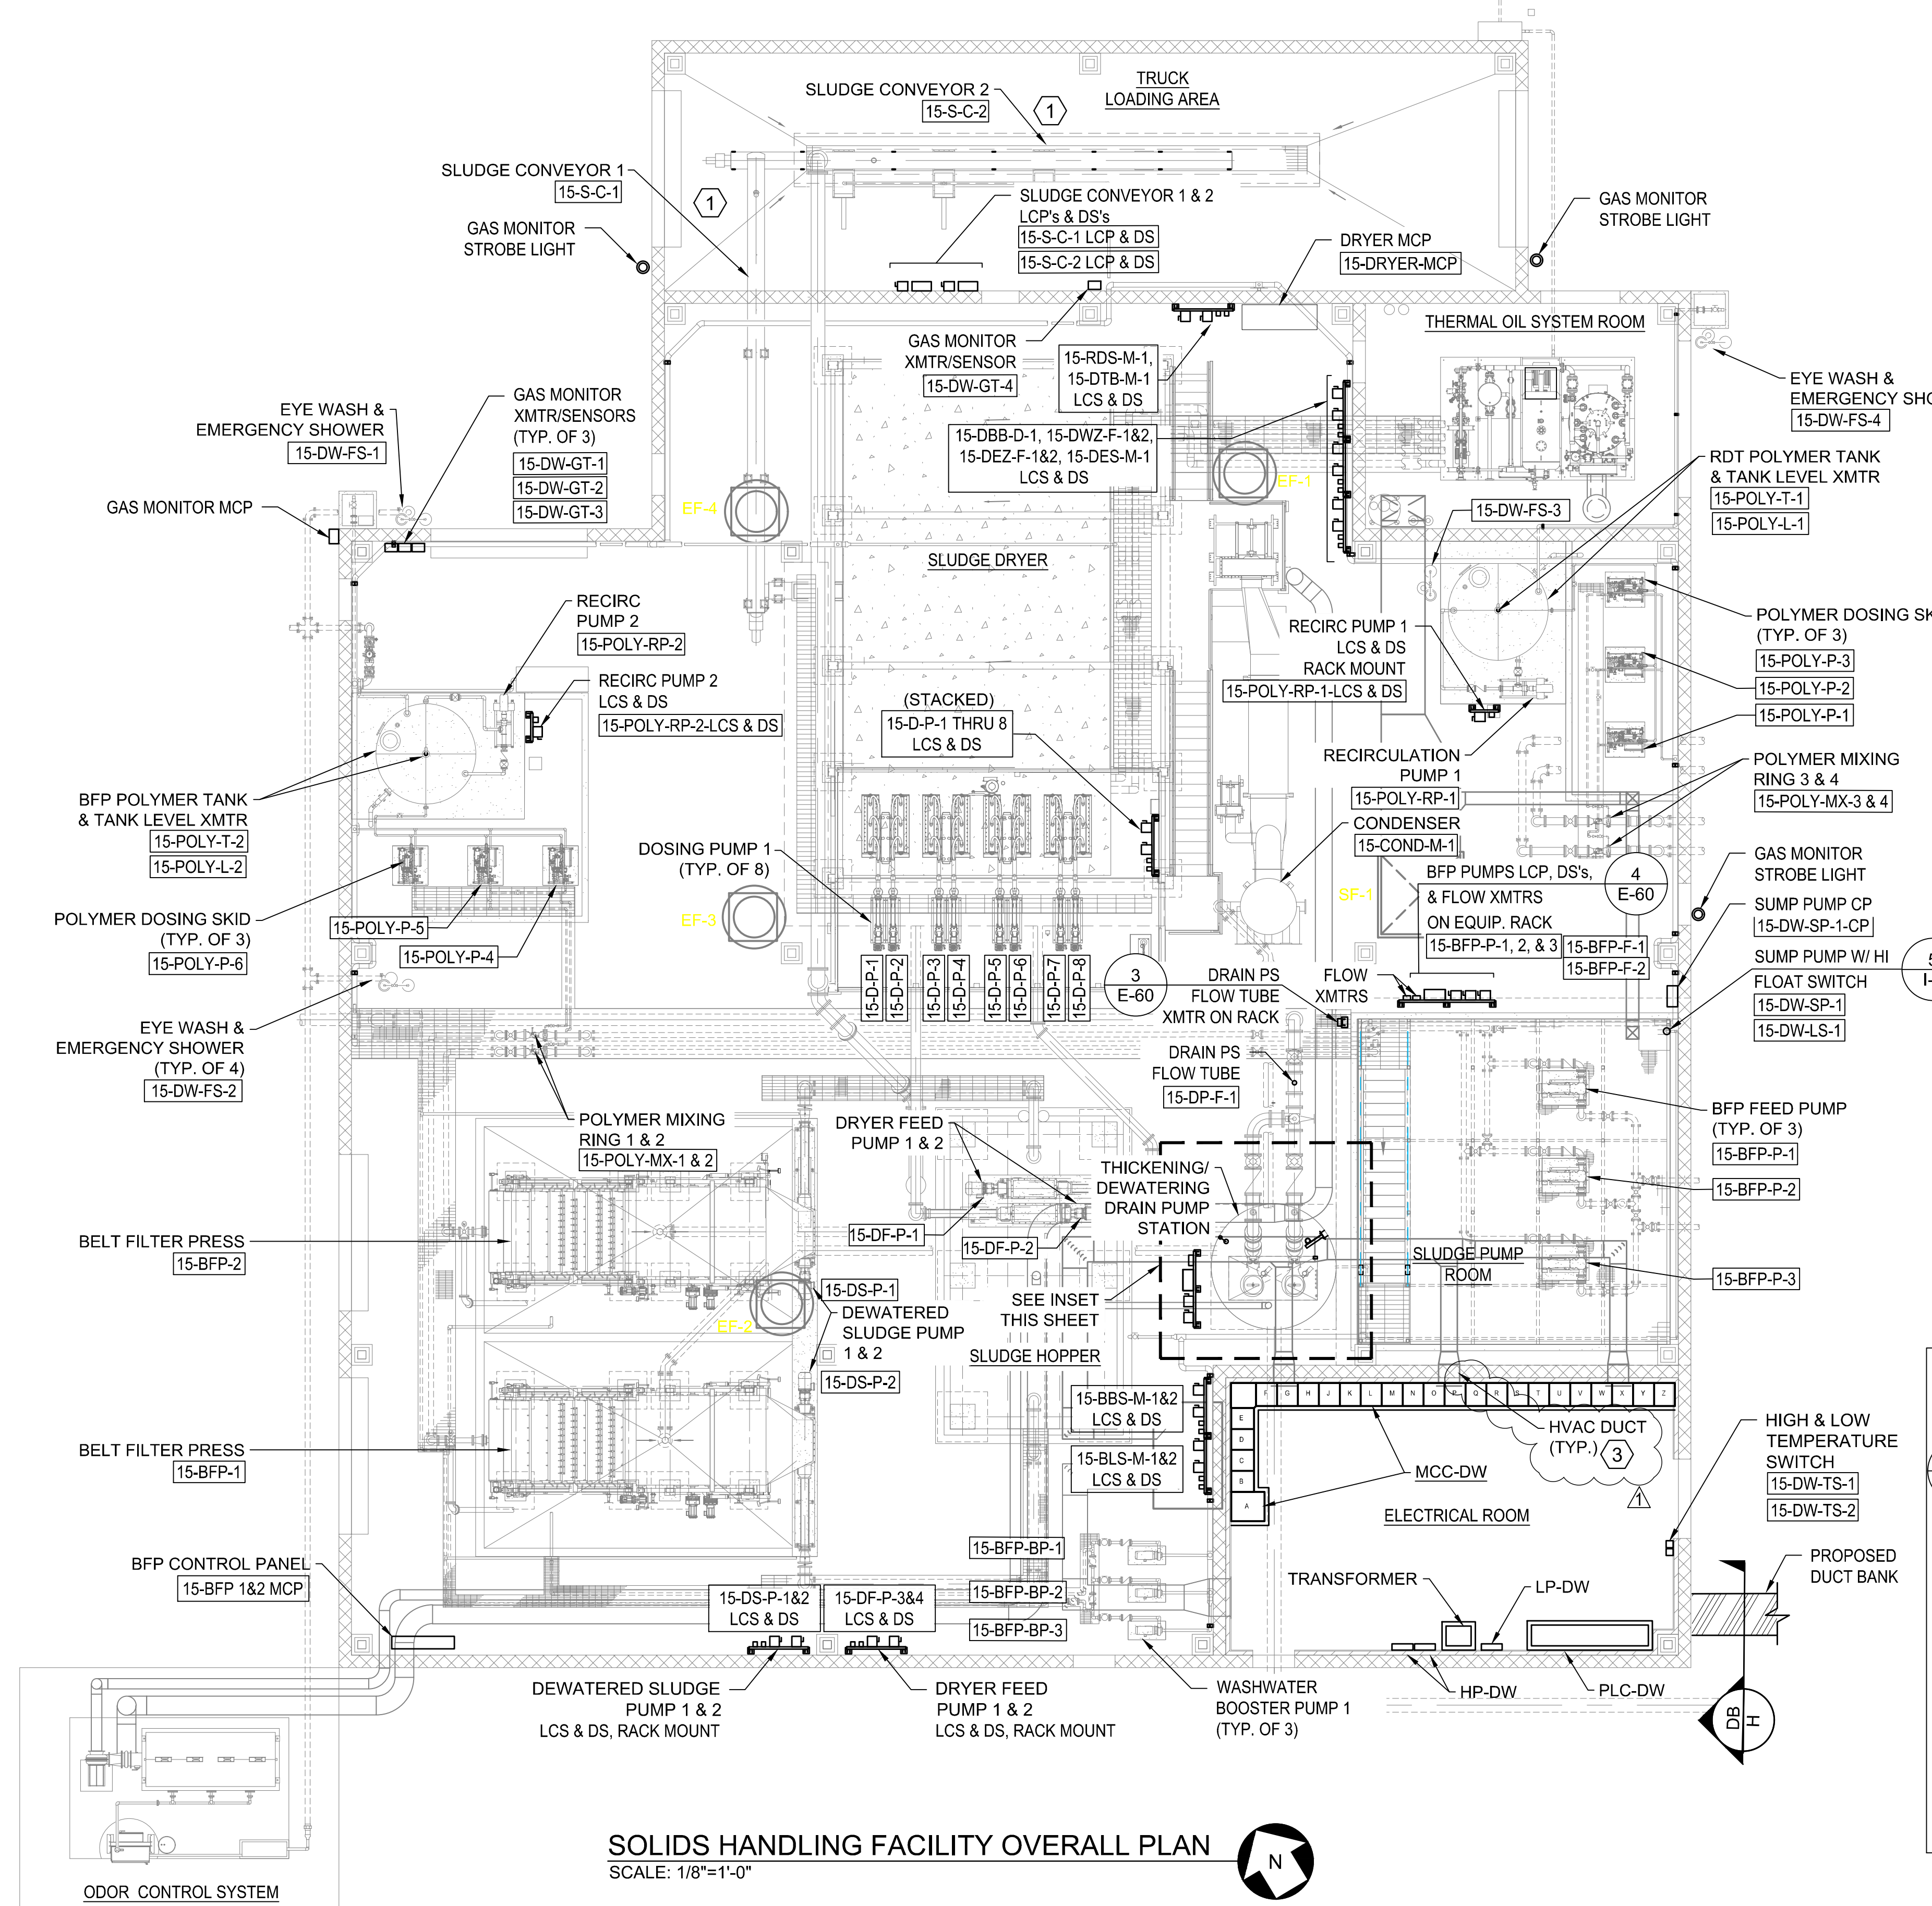 TRUCK
LOADING AREA
SLUDGE CONVEYOR 2
15-S-C-2
1
SLUDGE CONVEYOR 1
15-S-C-1
1
GAS MONITOR
STROBE LIGHT
SLUDGE CONVEYOR 1 & 2
LCP's & DS's
15-S-C-1 LCP & DS
15-S-C-2 LCP & DS
DRYER MCP
15-DRYER-MCP
GAS MONITOR
STROBE LIGHT
THERMAL OIL SYSTEM ROOM
GAS MONITOR
XMTR/SENSOR
15-DW-GT-4
15-RDS-M-1,
15-DTB-M-1
LCS & DS
EYE WASH &
EMERGENCY SHO
15-DW-FS-4
GAS MONITOR
XMTR/SENSORS
(TYP. OF 3)
15-DW-GT-1
15-DW-GT-2
15-DW-GT-3
EYE WASH &
EMERGENCY SHOWER
15-DW-FS-1
15-DBB-D-1, 15-DWZ-F-1&2,
15-DEZ-F-1&2, 15-DES-M-1
LCS & DS
RDT POLYMER TANK
& TANK LEVEL XMTR
15-POLY-T-1
15-POLY-L-1
EF-1
EF-4
GAS MONITOR MCP
15-DW-FS-3
SLUDGE DRYER
RECIRC
PUMP 2
15-POLY-RP-2
RECIRC PUMP 2
LCS & DS
15-POLY-RP-2-LCS & DS
RECIRC PUMP 1
LCS & DS
RACK MOUNT
15-POLY-RP-1-LCS & DS
POLYMER DOSING SK
(TYP. OF 3)
15-POLY-P-3
15-POLY-P-2
15-POLY-P-1
(STACKED)
15-D-P-1 THRU 8
LCS & DS
RECIRCULATION
PUMP 1
15-POLY-RP-1
POLYMER MIXING
RING 3 & 4
15-POLY-MX-3 & 4
BFP POLYMER TANK
& TANK LEVEL XMTR
15-POLY-T-2
15-POLY-L-2
DOSING PUMP 1
(TYP. OF 8)
CONDENSER
15-COND-M-1
BFP PUMPS LCP, DS's,
& FLOW XMTRS
ON EQUIP. RACK
15-BFP-P-1, 2, & 3
15-BFP-F-1
15-BFP-F-2
4
E-60
GAS MONITOR
STROBE LIGHT
SF-1
EF-3
POLYMER DOSING SKID
(TYP. OF 3)
15-POLY-P-6
15-POLY-P-5
15-POLY-P-4
SUMP PUMP CP
15-DW-SP-1-CP
SUMP PUMP W/ HI
FLOAT SWITCH
15-DW-SP-1
15-DW-LS-1
5
I-
15-D-P-1
15-D-P-2
15-D-P-3
15-D-P-4
15-D-P-5
15-D-P-6
15-D-P-7
15-D-P-8
3
E-60
DRAIN PS
FLOW TUBE
XMTR ON RACK
FLOW
XMTRS
EYE WASH &
EMERGENCY SHOWER
(TYP. OF 4)
15-DW-FS-2
DRAIN PS
FLOW TUBE
15-DP-F-1
POLYMER MIXING
RING 1 & 2
15-POLY-MX-1 & 2
DRYER FEED
PUMP 1 & 2
BFP FEED PUMP
(TYP. OF 3)
15-BFP-P-1
15-BFP-P-2
15-BFP-P-3
THICKENING/
DEWATERING
DRAIN PUMP
STATION
15-DF-P-1
15-DF-P-2
SLUDGE PUMP
ROOM
BELT FILTER PRESS
15-BFP-2
EF-2
15-DS-P-1
DEWATERED
SLUDGE PUMP
1 & 2
15-DS-P-2
SEE INSET
THIS SHEET
SLUDGE HOPPER
15-BBS-M-1&2
LCS & DS
15-BLS-M-1&2
LCS & DS
F G H J K L M N O P Q R S T U V W X Y Z
E
D
C
B
A
HVAC DUCT
(TYP.)
3
1
MCC-DW
ELECTRICAL ROOM
HIGH & LOW
TEMPERATURE
SWITCH
15-DW-TS-1
15-DW-TS-2
BELT FILTER PRESS
15-BFP-1
BFP CONTROL PANEL
15-BFP 1&2 MCP
15-BFP-BP-1
15-BFP-BP-2
15-BFP-BP-3
15-DS-P-1&2
LCS & DS
15-DF-P-3&4
LCS & DS
TRANSFORMER
LP-DW
PROPOSED
DUCT BANK
DEWATERED SLUDGE
PUMP 1 & 2
LCS & DS, RACK MOUNT
DRYER FEED
PUMP 1 & 2
LCS & DS, RACK MOUNT
WASHWATER
BOOSTER PUMP 1
(TYP. OF 3)
HP-DW
PLC-DW
DB
H
SOLIDS HANDLING FACILITY OVERALL PLAN
SCALE: 1/8"=1'-0"
N
ODOR CONTROL SYSTEM